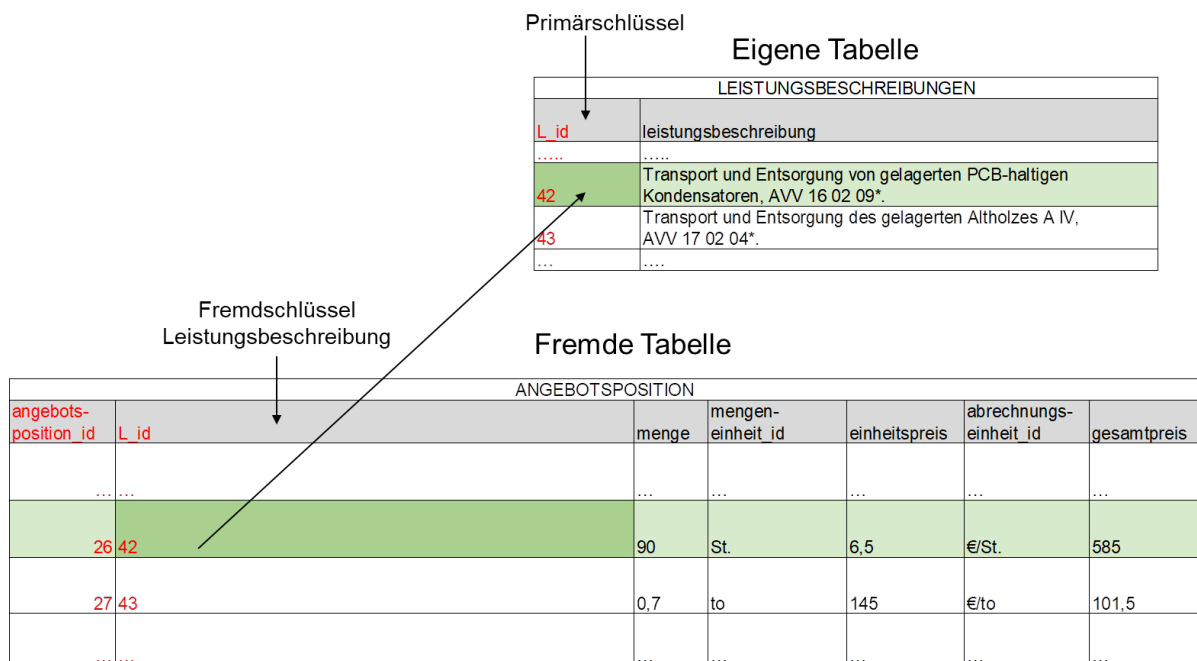 Primärschlüssel
Eigene Tabelle
LEISTUNGSBESCHREIBUNGEN
L_id leistungsbeschreibung
..... .....
Transport und Entsorgung von gelagerten PCB-haltigen
42 Kondensatoren, AVV 16 02 09*.
Transport und Entsorgung des gelagerten Altholzes A IV,
43 AVV 17 02 04*.
... ....
Fremdschlüssel
Leistungsbeschreibung
Fremde Tabelle
ANGEBOTSPOSITION
angebots- mengen- abrechnungs-
position_id L_id menge einheit_id einheitspreis einheit_id gesamtpreis
... ... ... ... ... ... ...
26 42 90 St. 6,5 €/St. 585
27 43 0,7 to 145 €/to 101,5
... ... ... ... ... ... ...